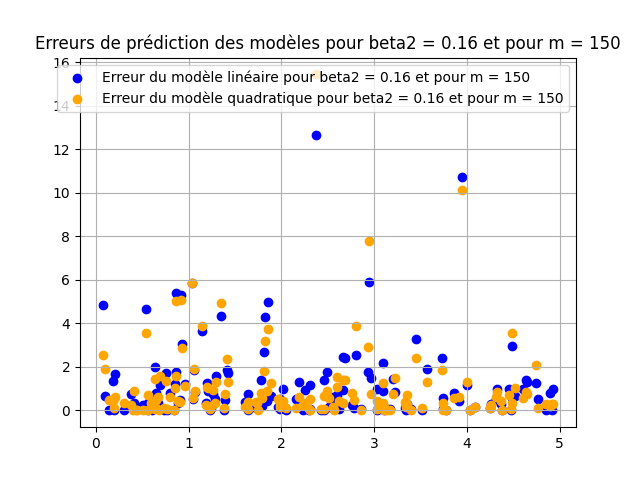 Erreurs de prédiction des modèles pour beta2 = 0.16 et pour m = 150
Erreur du modèle linéaire pour beta2 = 0.16 et pour m = 150
Erreur du modèle quadratique pour beta2 = 0.16 et pour m = 150
16
14
12
10
8
6
4
2
0
0 1 2 3 4 5